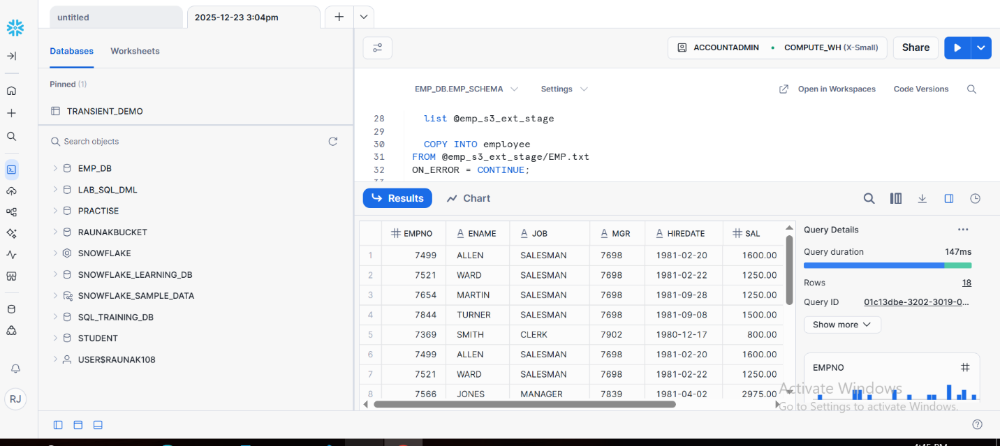 untitled
2025-12-23 3:04pm
Databases
Worksheets
ACCOUNTADMIN
COMPUTE_WH (X-Small)
Share
Pinned (1)
TRANSIENT_DEMO
Search objects
EMP_DB
LAB_SQL_DML
PRACTISE
RAUNAKBUCKET
SNOWFLAKE
SNOWFLAKE_LEARNING_DB
SNOWFLAKE_SAMPLE_DATA
SQL_TRAINING_DB
STUDENT
USER$RAUNAK108
RJ
EMP_DB.EMP_SCHEMA
Settings
Open in Workspaces
Code Versions
28 list @emp_s3_ext_stage
29
30 COPY INTO employee
31 FROM @emp_s3_ext_stage/EMP.txt
32 ON_ERROR = CONTINUE;
Results
Chart
EMPNO ENAME JOB MGR HIREDATE SAL
1 7499 ALLEN SALESMAN 7698 1981-02-20 1600.00
2 7521 WARD SALESMAN 7698 1981-02-22 1250.00
3 7654 MARTIN SALESMAN 7698 1981-09-28 1250.00
4 7844 TURNER SALESMAN 7698 1981-09-08 1500.00
5 7369 SMITH CLERK 7902 1980-12-17 800.00
6 7499 ALLEN SALESMAN 7698 1981-02-20 1600.00
7 7521 WARD SALESMAN 7698 1981-02-22 1250.00
8 7566 JONES MANAGER 7839 1981-04-02 2975.00
Query Details
Query duration 147ms
Rows 18
Query ID 01c13dbe-3202-3019-0...
Show more
EMPNO
Activate Windows
Go to Settings to activate Windows.